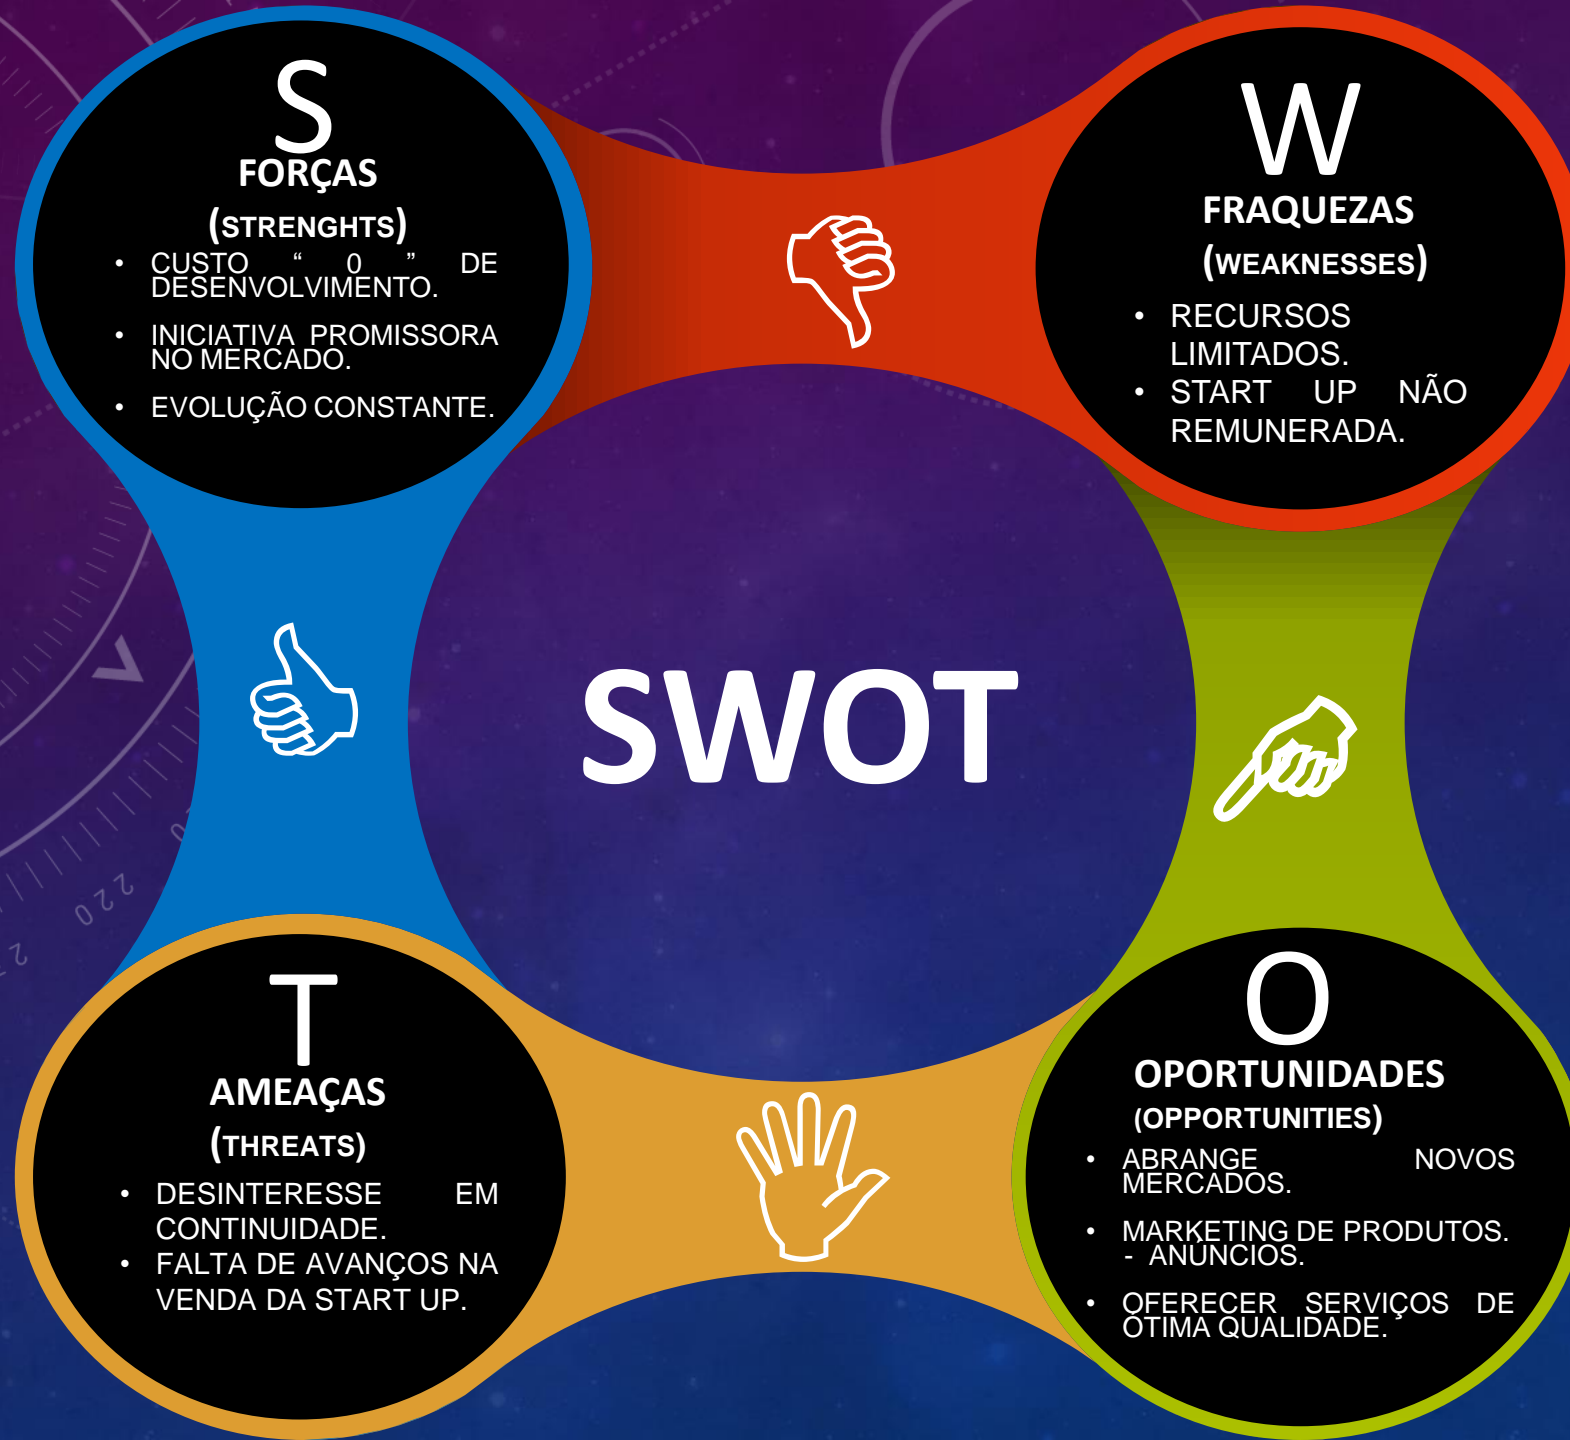 S
FORÇAS
(STRENGHTS)
• CUSTO “ 0 ” DE
DESENVOLVIMENTO.
• INICIATIVA PROMISSORA
NO MERCADO.
• EVOLUÇÃO CONSTANTE.
W
FRAQUEZAS
(WEAKNESSES)
• RECURSOS
LIMITADOS.
• START UP NÃO
REMUNERADA.
SWOT
220
T
AMEAÇAS
(THREATS)
• DESINTERESSE EM
CONTINUIDADE.
• FALTA DE AVANÇOS NA
VENDA DA START UP.
O
OPORTUNIDADES
(OPPORTUNITIES)
• ABRANGE NOVOS
MERCADOS.
• MARKETING DE PRODUTOS.
- ANÚNCIOS.
• OFERECER SERVIÇOS DE
ÓTIMA QUALIDADE.